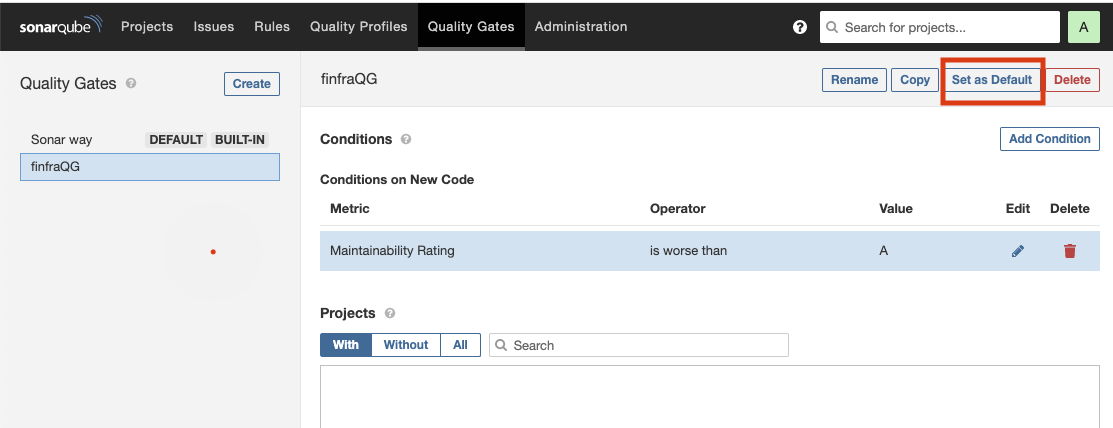 sonarqube Projects Issues Rules Quality Profiles Quality Gates Administration ? Search for projects... A
Quality Gates ? Create
Sonar way DEFAULT BUILT-IN
finfraQG
finfraQG Rename Copy Set as Default Delete
Conditions ? Add Condition
Conditions on New Code
Metric Operator Value Edit Delete
Maintainability Rating is worse than A
Projects ?
With Without All Search